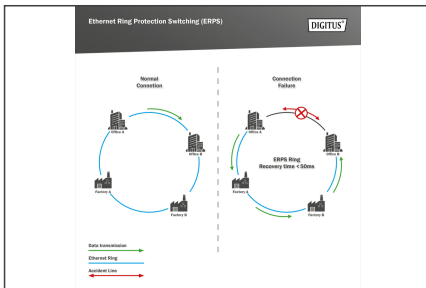 Ethernet Ring Protection Switching (ERPS)
DIGITUS®
Normal
Connetion
Office A
Office B
Factory A
Factory B
Connection
Failure
Office A
Office B
ERPS Ring
Recovery time < 50ms
Factory A
Factory B
Data transmission
Ethernet Ring
Accident Line